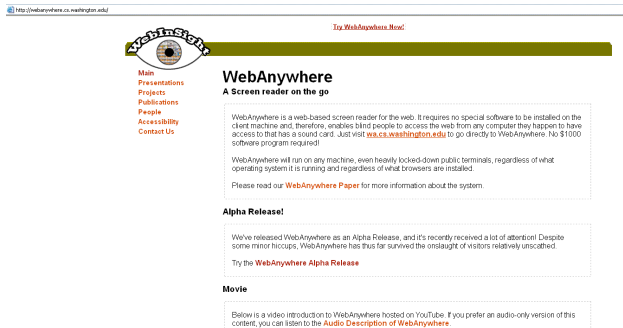 http://webanywhere.cs.washington.edu/
Try WebAnywhere Now!
WebInSight
Main
Presentations
Projects
Publications
People
Accessibility
Contact Us
WebAnywhere
A Screen reader on the go
WebAnywhere is a web-based screen reader for the web. It requires no special software to be installed on the
client machine and, therefore, enables blind people to access the web from any computer they happen to have
access to that has a sound card. Just visit wa.cs.washington.edu to go directly to WebAnywhere. No $1000
software program required!
WebAnywhere will run on any machine, even heavily locked-down public terminals, regardless of what
operating system it is running and regardless of what browsers are installed.
Please read our WebAnywhere Paper for more information about the system.
Alpha Release!
We've released WebAnywhere as an Alpha Release, and it's recently received a lot of attention! Despite
some minor hiccups, WebAnywhere has thus far survived the onslaught of visitors relatively unscathed.
Try the WebAnywhere Alpha Release
Movie
Below is a video introduction to WebAnywhere hosted on YouTube. If you prefer an audio-only version of this
content, you can listen to the Audio Description of WebAnywhere.